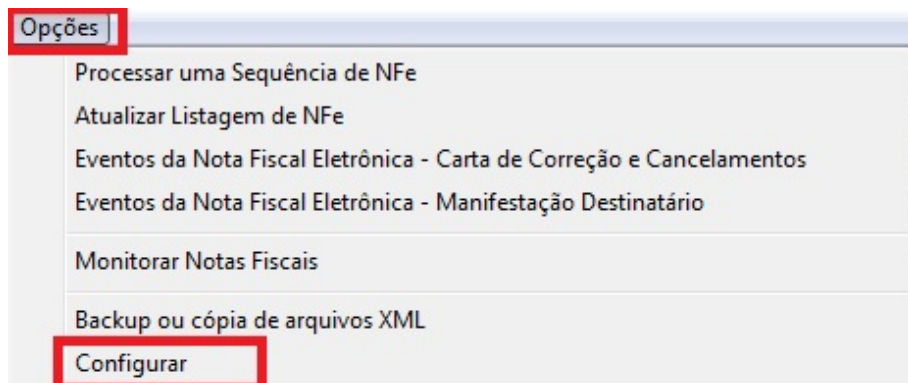 Opções
Processar uma Sequência de NFe
Atualizar Listagem de NFe
Eventos da Nota Fiscal Eletrônica - Carta de Correção e Cancelamentos
Eventos da Nota Fiscal Eletrônica - Manifestação Destinatário
Monitorar Notas Fiscais
Backup ou cópia de arquivos XML
Configurar